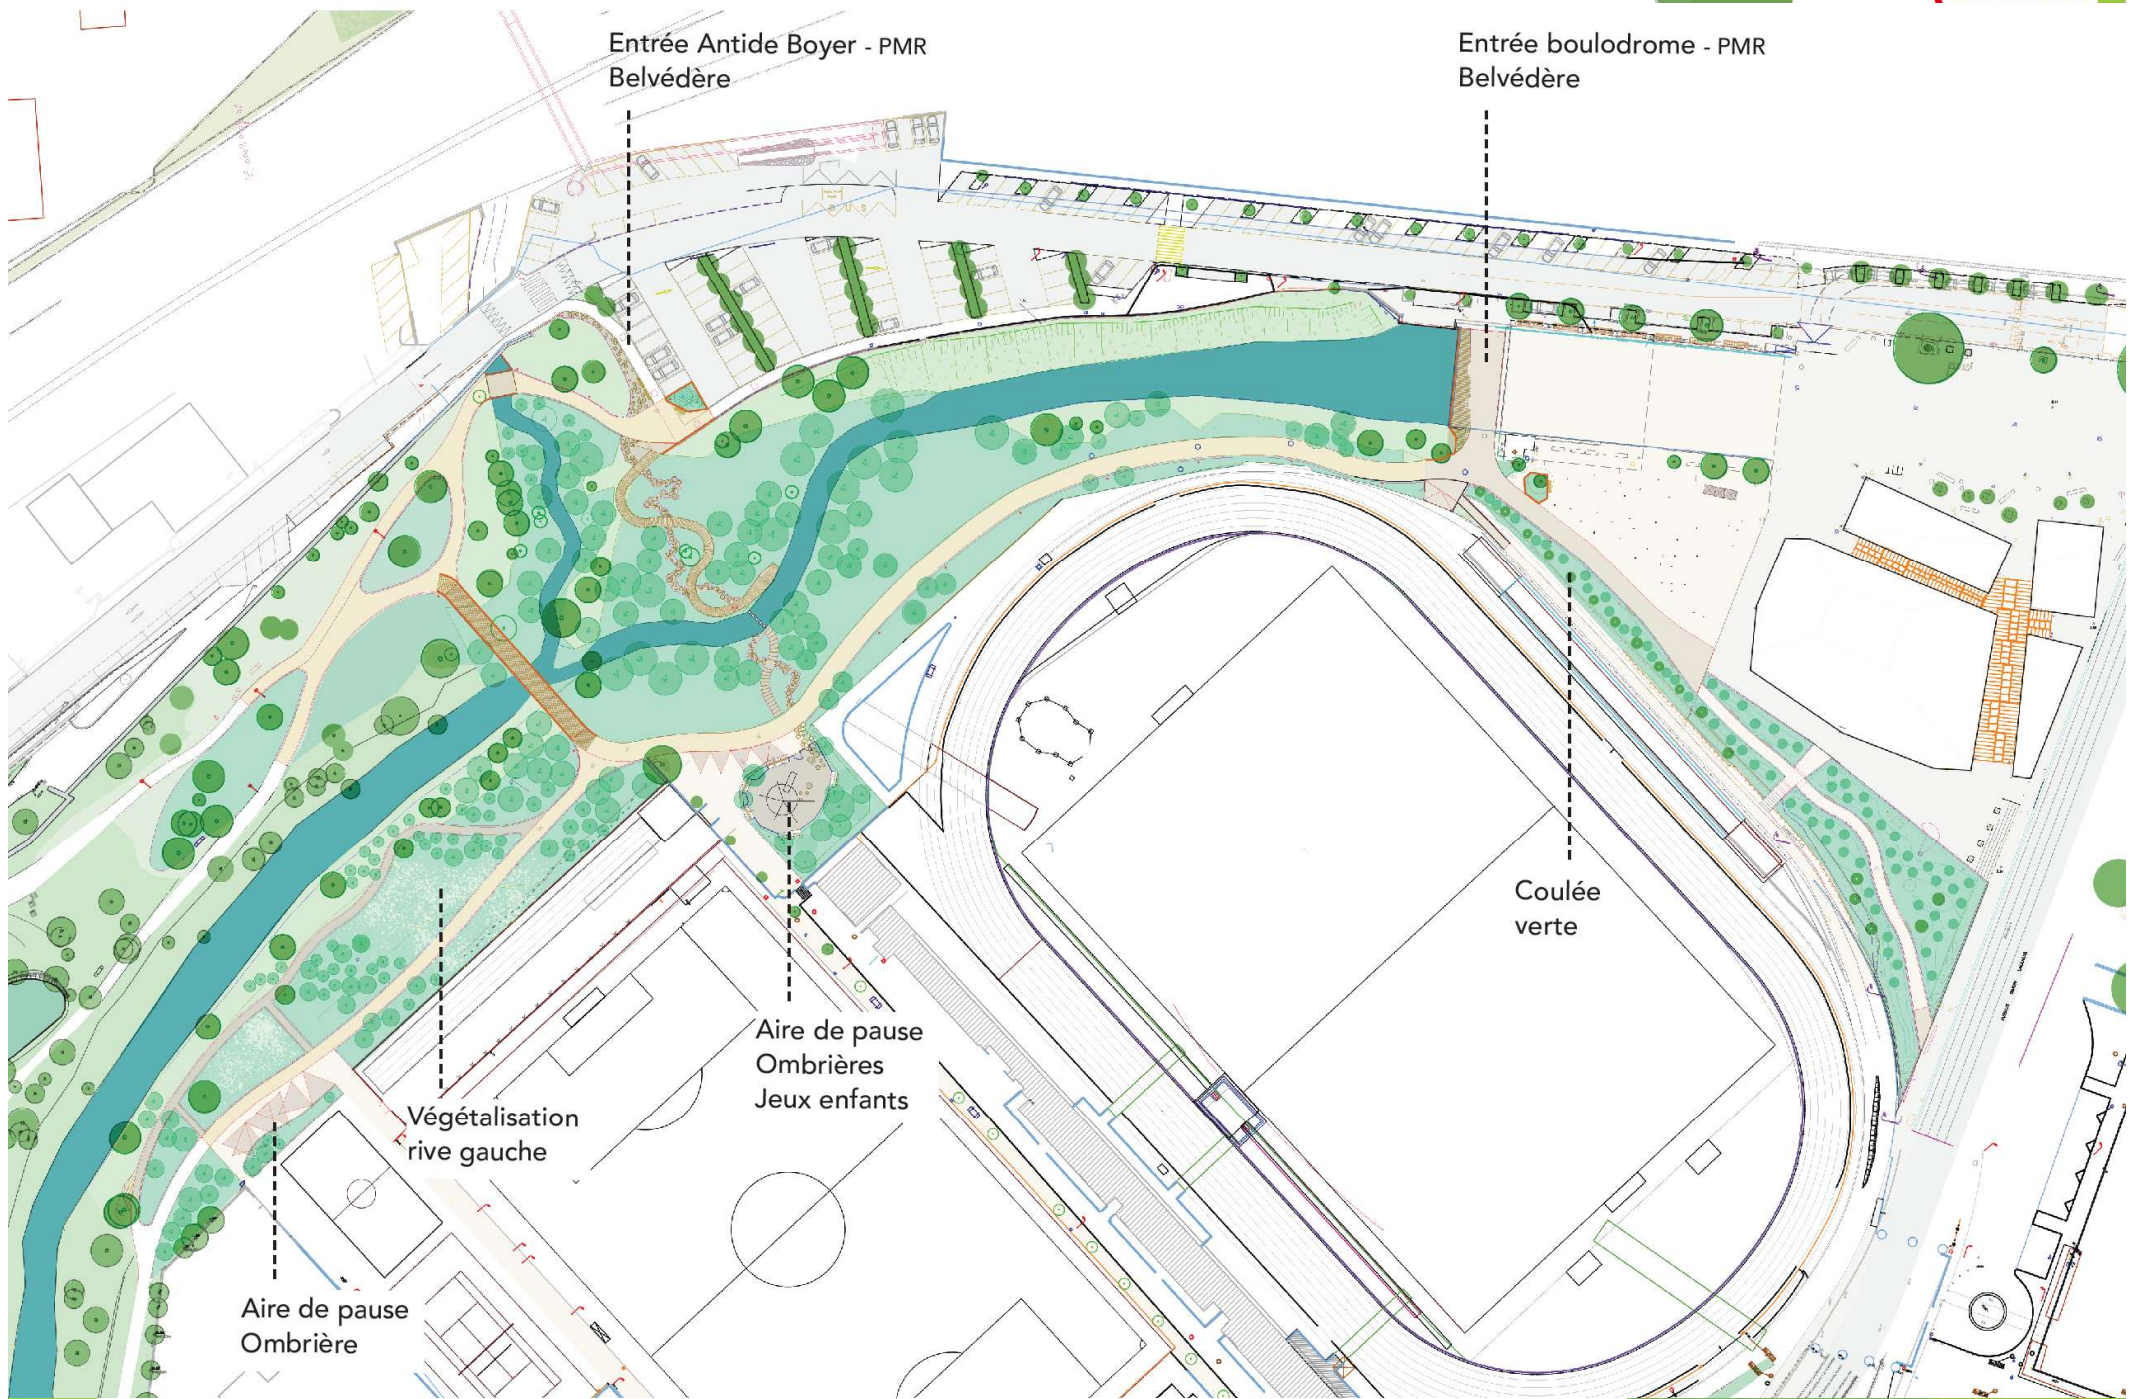 Entrée Antide Boyer - PMR
Belvédère
Entrée boulodrome - PMR
Belvédère
BUS
Coulée
verte
Aire de pause
Ombrières
Jeux enfants
Végétalisation
rive gauche
Aire de pause
Ombrière